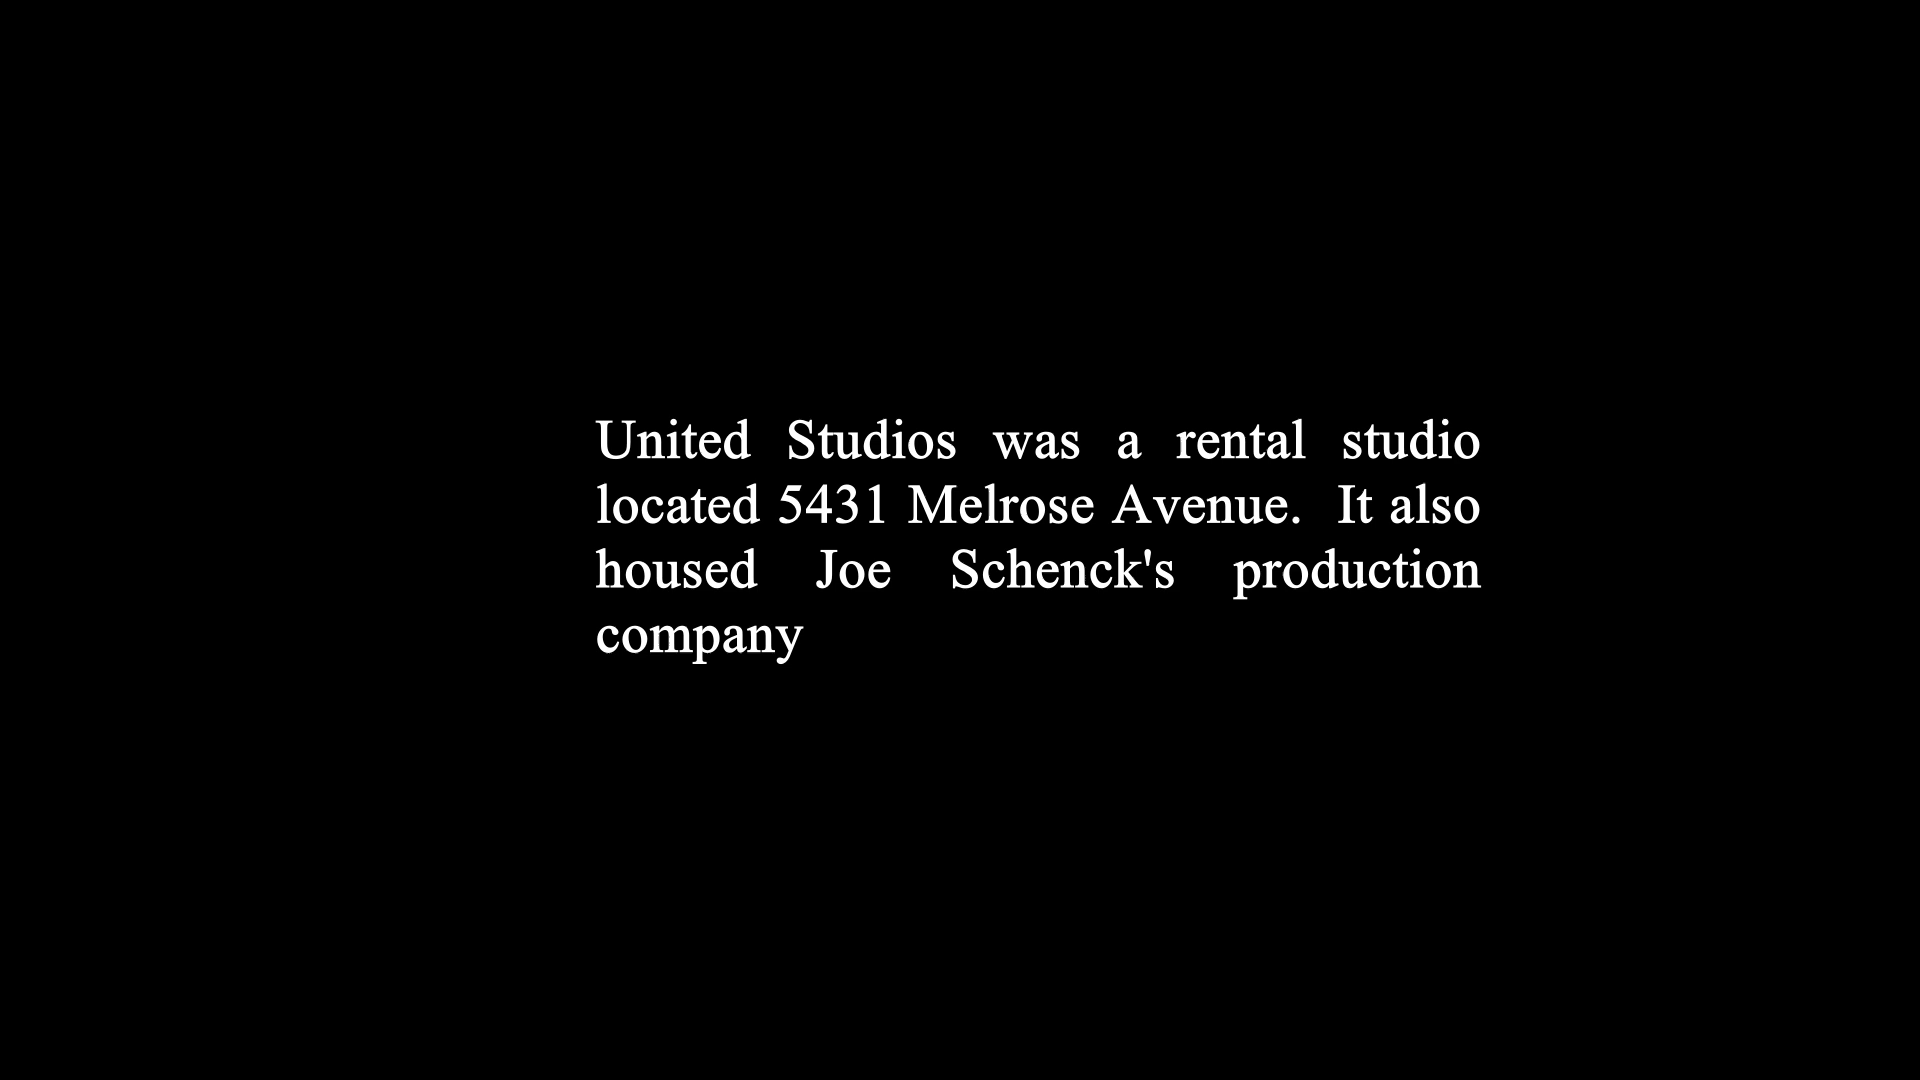 United Studios was a rental studio
located 5431 Melrose Avenue.  It also
housed Joe Schenck's production
company